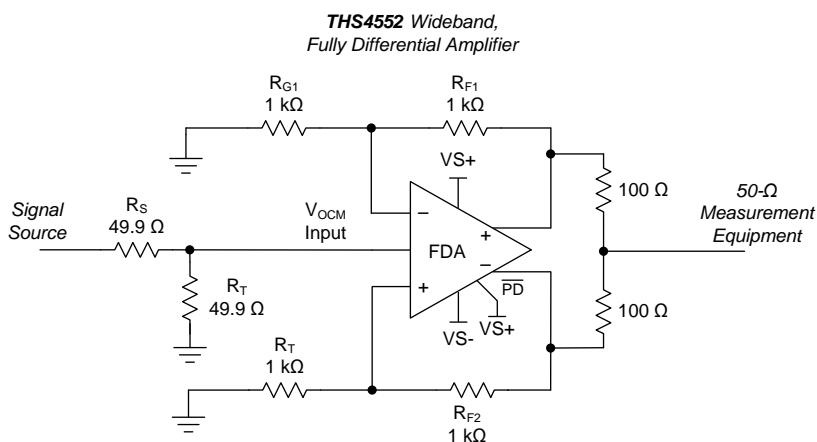 THS4552 Wideband,
Fully Differential Amplifier
RG1
1 kΩ
RF1
1 kΩ
VS+
100 Ω
50-Ω
Measurement
Equipment
Signal
Source
RS
49.9 Ω
VOCM
Input
−
+
FDA
−
+
PD
RT
49.9 Ω
VS-
VS+
100 Ω
RT
1 kΩ
RF2
1 kΩ